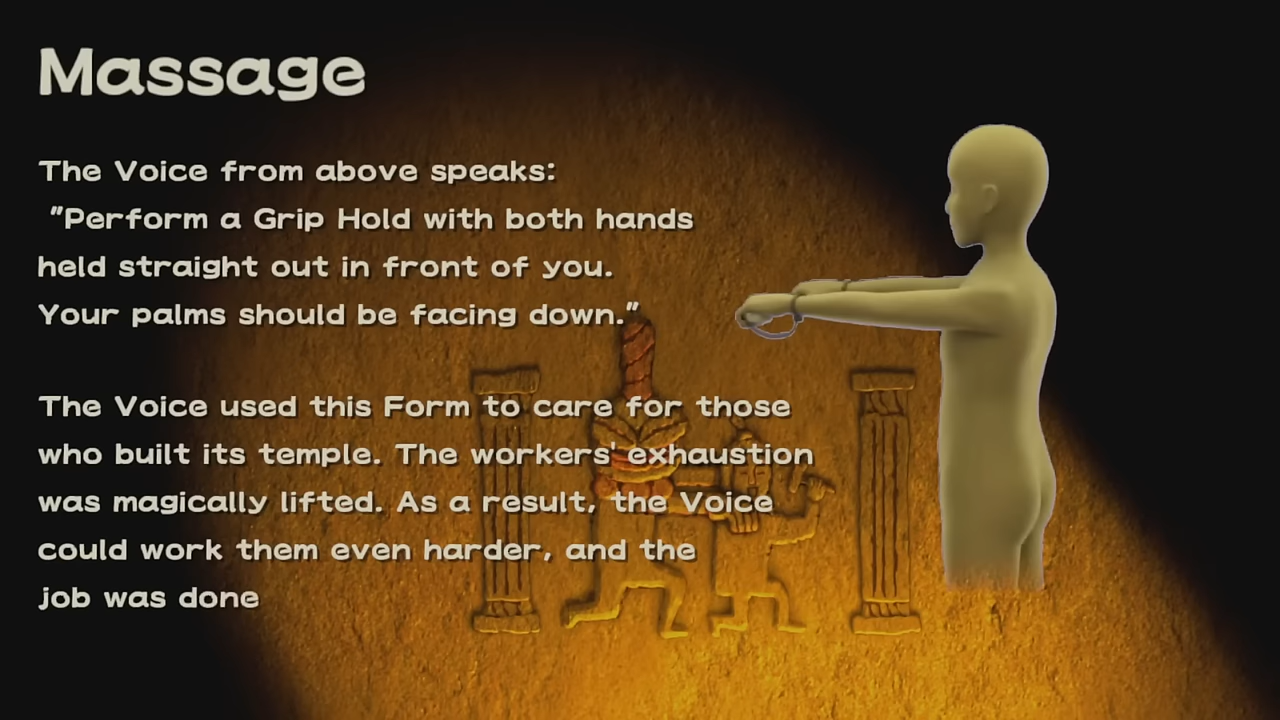 Massage
The Voice from above speaks:
"Perform a Grip Hold with both hands
held straight out in front of you.
Your palms should be facing down."
The Voice used this Form to care for those
who built its temple. The workers' exhaustion
was magically lifted. As a result, the Voice
could work them even harder, and the
job was done